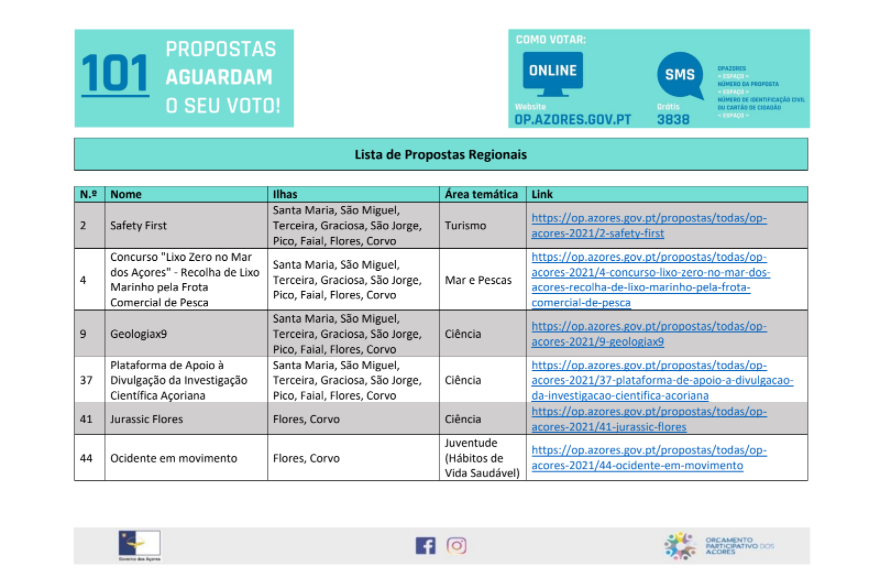 101
PROPOSTAS
AGUARDAM
O SEU VOTO!
COMO VOTAR:
ONLINE
Website
OP.AZORES.GOV.PT
SMS
Grátis
3838
OPAZORES
< ESPAÇO >
NÚMERO DA PROPOSTA
< ESPAÇO >
NÚMERO DE IDENTIFICAÇÃO CIVIL
OU CARTÃO DE CIDADÃO
< ESPAÇO >
Lista de Propostas Regionais
N.º Nome Ilhas Área temática Link
2
Safety First
Santa Maria, São Miguel,
Terceira, Graciosa, São Jorge,
Pico, Faial, Flores, Corvo
Turismo
https://op.azores.gov.pt/propostas/todas/op-
acores-2021/2-safety-first
4
Concurso "Lixo Zero no Mar
dos Açores" - Recolha de Lixo
Marinho pela Frota
Comercial de Pesca
Santa Maria, São Miguel,
Terceira, Graciosa, São Jorge,
Pico, Faial, Flores, Corvo
Mar e Pescas
https://op.azores.gov.pt/propostas/todas/op-
acores-2021/4-concurso-lixo-zero-no-mar-dos-
acores-recolha-de-lixo-marinho-pela-frota-
comercial-de-pesca
9
Geologiax9
Santa Maria, São Miguel,
Terceira, Graciosa, São Jorge,
Pico, Faial, Flores, Corvo
Ciência
https://op.azores.gov.pt/propostas/todas/op-
acores-2021/9-geologiax9
37
Plataforma de Apoio à
Divulgação da Investigação
Científica Açoriana
Santa Maria, São Miguel,
Terceira, Graciosa, São Jorge,
Pico, Faial, Flores, Corvo
Ciência
https://op.azores.gov.pt/propostas/todas/op-
acores-2021/37-plataforma-de-apoio-a-divulgacao-
da-investigacao-cientifica-acoriana
41
Jurassic Flores
Flores, Corvo
Ciência
https://op.azores.gov.pt/propostas/todas/op-
acores-2021/41-jurassic-flores
44
Ocidente em movimento
Flores, Corvo
Juventude
(Hábitos de
Vida Saudável)
https://op.azores.gov.pt/propostas/todas/op-
acores-2021/44-ocidente-em-movimento
Governo dos Açores
ORÇAMENTO
PARTICIPATIVO DOS
AÇORES